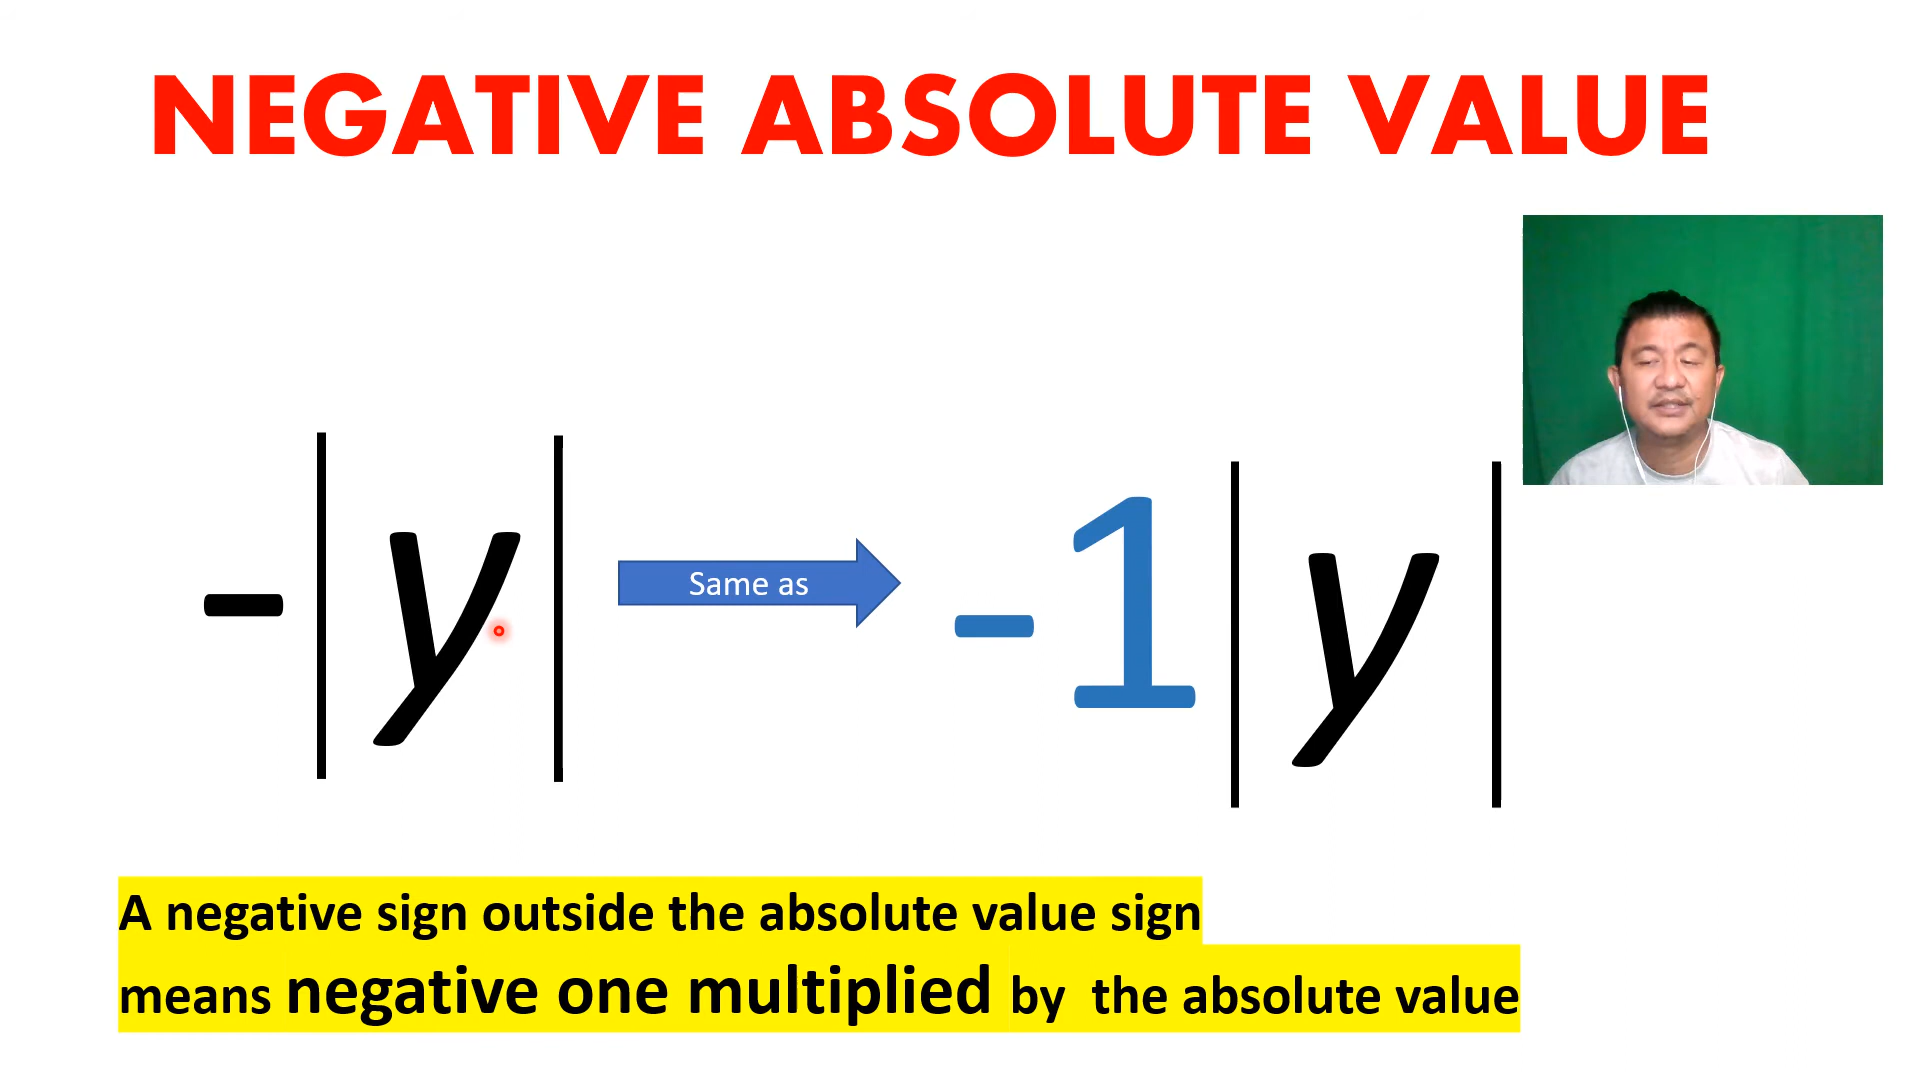 NEGATIVE ABSOLUTE VALUE
-|y| Same as -1|y|
A negative sign outside the absolute value sign
means negative one multiplied by the absolute value